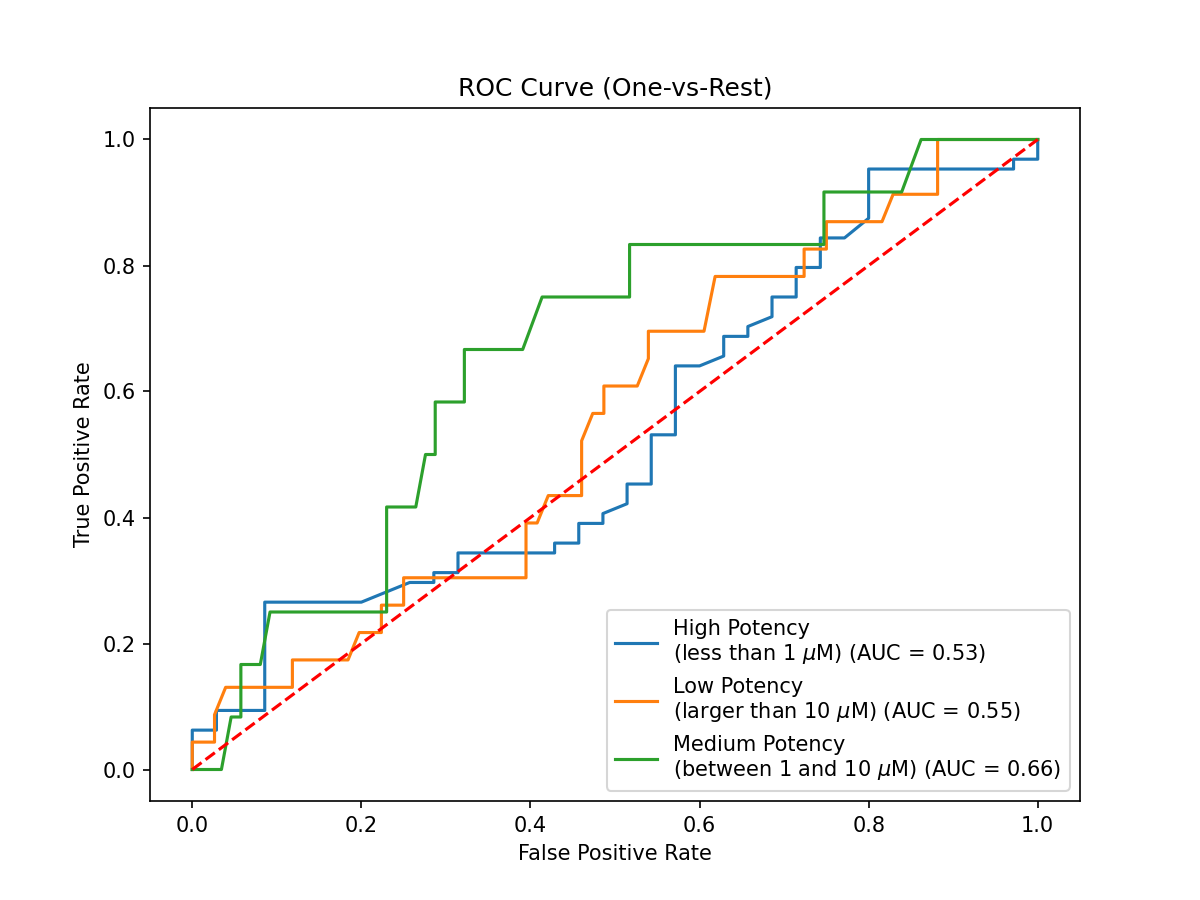 ROC Curve (One-vs-Rest)
True Positive Rate
1.0
0.8
0.6
0.4
0.2
0.0
High Potency
(less than 1 μM) (AUC = 0.53)
Low Potency
(larger than 10 μM) (AUC = 0.55)
Medium Potency
(between 1 and 10 μM) (AUC = 0.66)
0.0 0.2 0.4 0.6 0.8 1.0
False Positive Rate